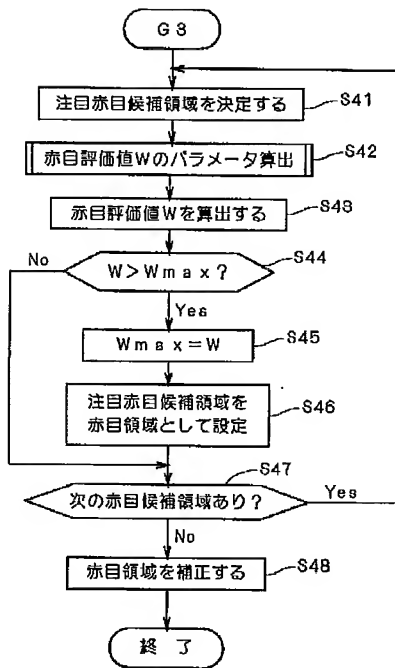 G3
注目赤目候補領域を決定する
S41
赤目評価値Wのパラメータ算出
S42
赤目評価値Wを算出する
S43
W>Wmax?
S44
No
Yes
Wmax=W
S45
注目赤目候補領域を
赤目領域として設定
S46
次の赤目候補領域あり?
S47
Yes
No
赤目領域を補正する
S48
終了